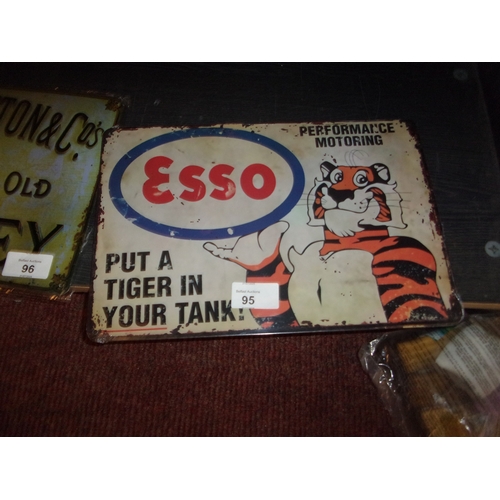 TON & Co's
OLD
EY
96
Esso
PERFORMANCE
MOTORING
PUT A
TIGER IN
YOUR TANK!
95